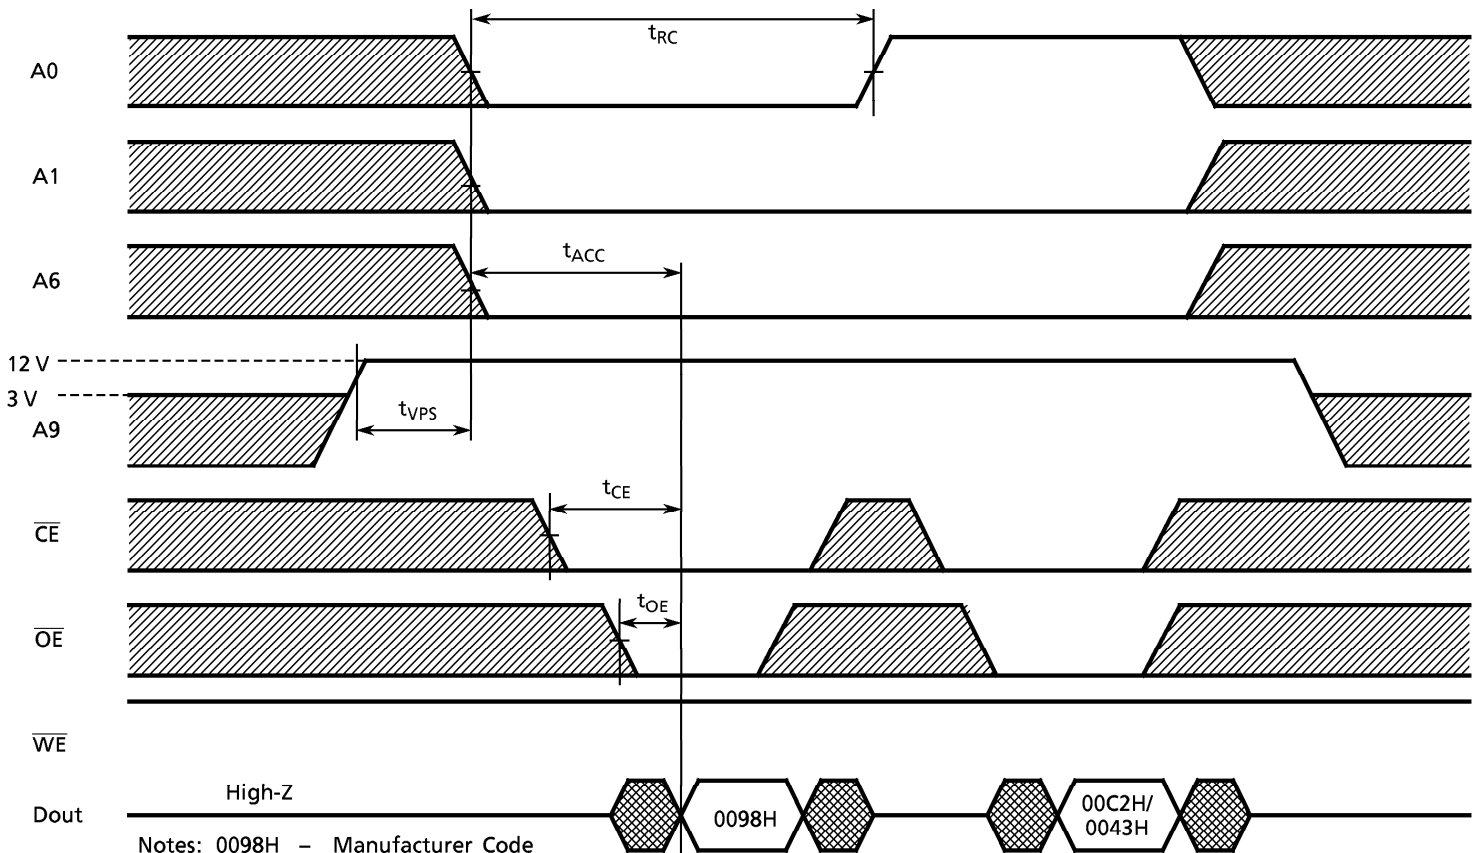 tRC
A0
A1
tACC
A6
12 V
3 V
tVPS
A9
tCE
CE
tOE
OE
WE
High-Z
Dout
0098H
00C2H/
0043H
Notes: 0098H – Manufacturer Code